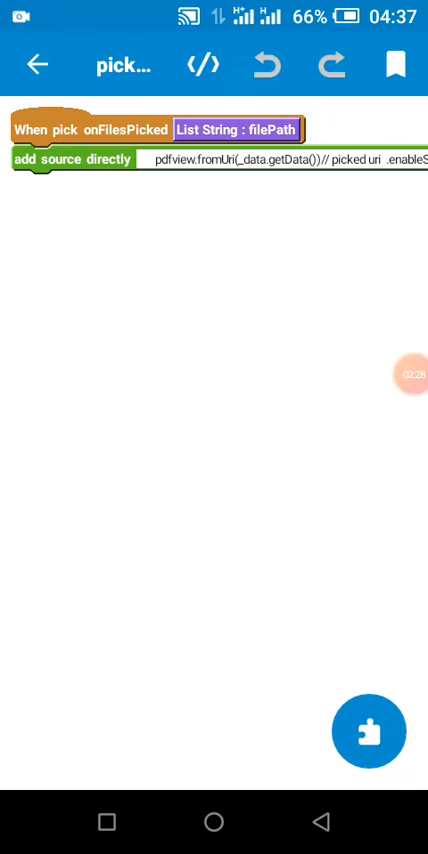 66% 04:37
pick...
When pick onFilesPicked List String : filePath
add source directly pdfview.fromUri(_data.getData())// picked uri .enableS
02:28